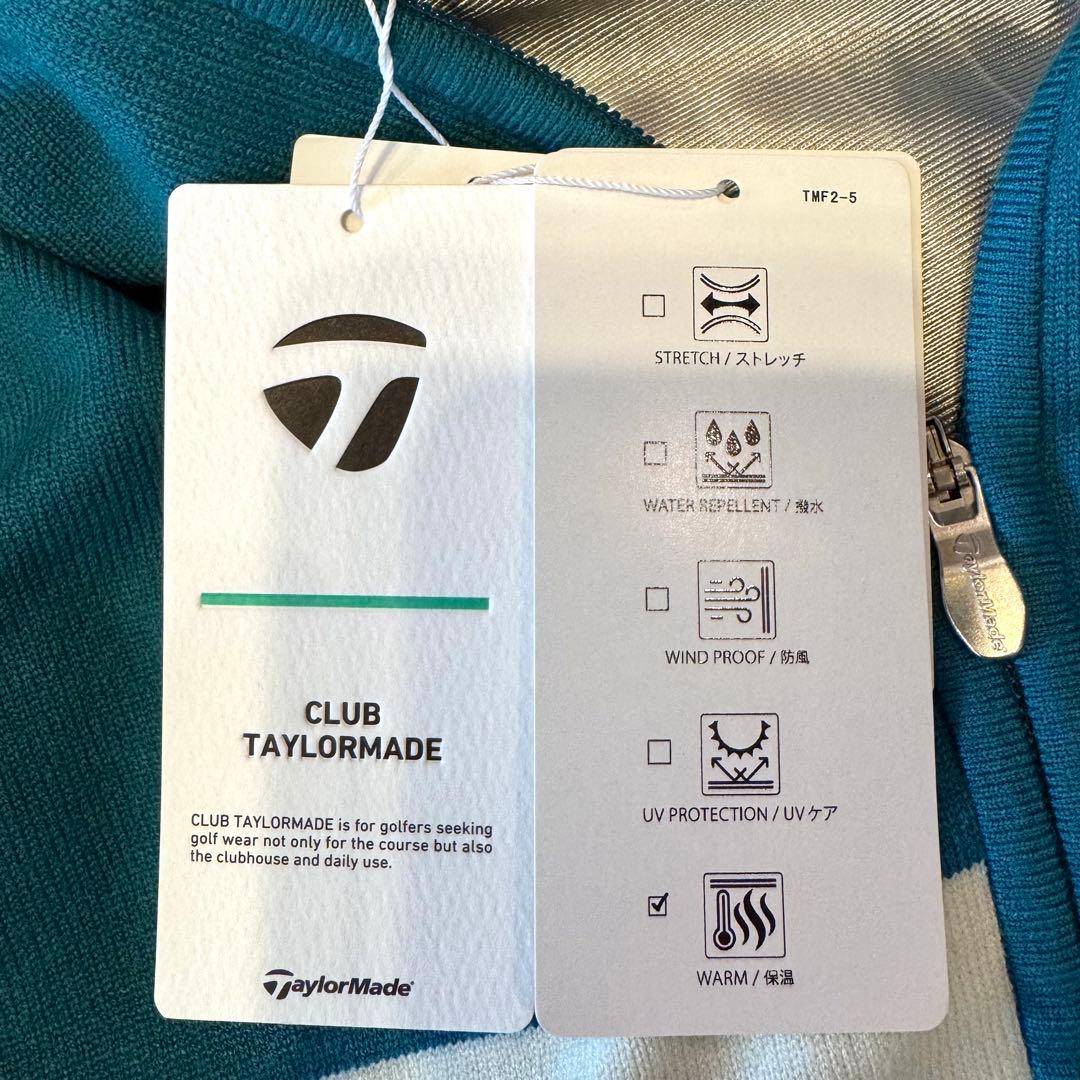 CLUB
TAYLORMADE
CLUB TAYLORMADE is for golfers seeking
golf wear not only for the course but also
the clubhouse and daily use.
TaylorMade
TMF2-5
STRETCH / ストレッチ
WATER REPELLENT / 撥水
WIND PROOF / 防風
UV PROTECTION / UVケア
WARM / 保温
TaylorMade